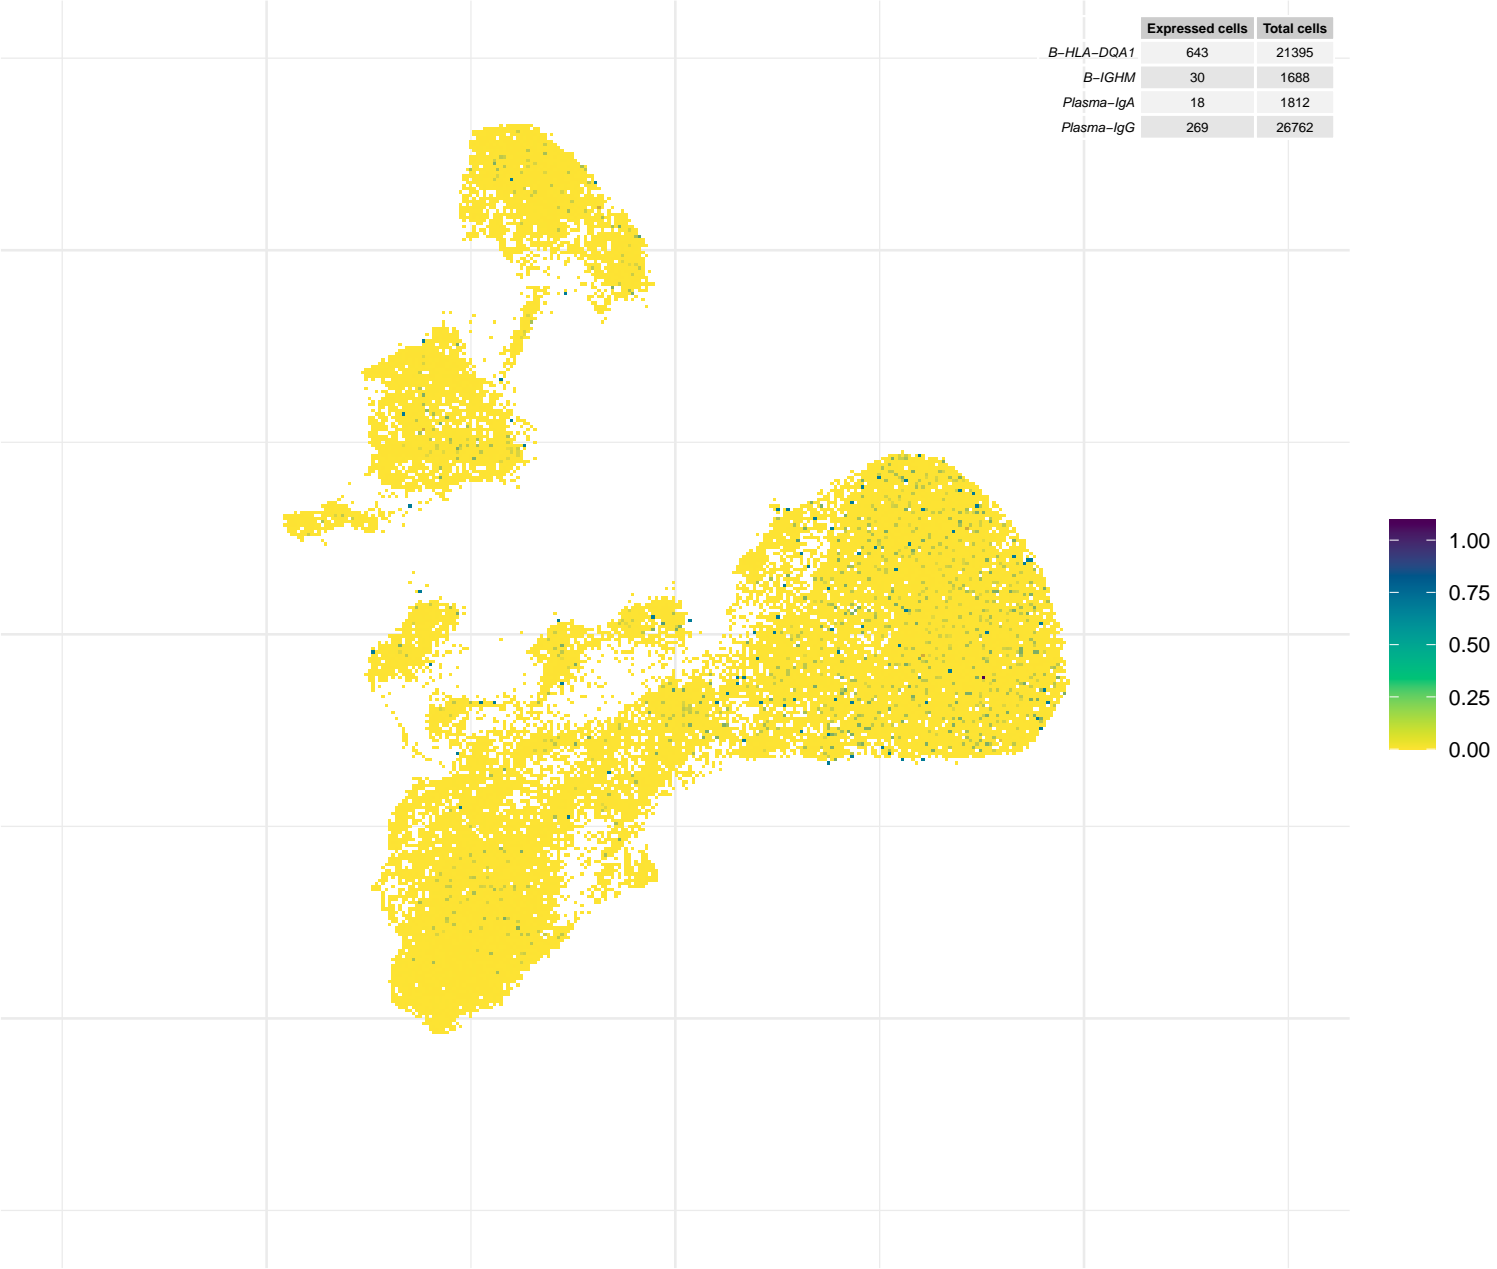 Expressed cells Total cells
B−HLA−DQA1 643 21395
B−IGHM 30 1688
Plasma−IgA 18 1812
Plasma−IgG 269 26762
1.00
0.75
0.50
0.25
0.00